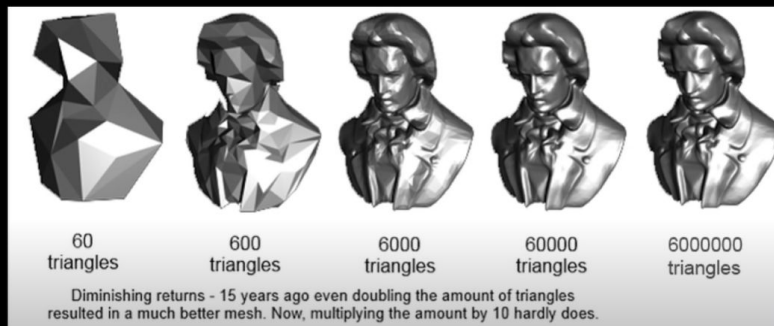 60
triangles
600
triangles
6000
triangles
60000
triangles
6000000
triangles
Diminishing returns - 15 years ago even doubling the amount of triangles
resulted in a much better mesh. Now, multiplying the amount by 10 hardly does.